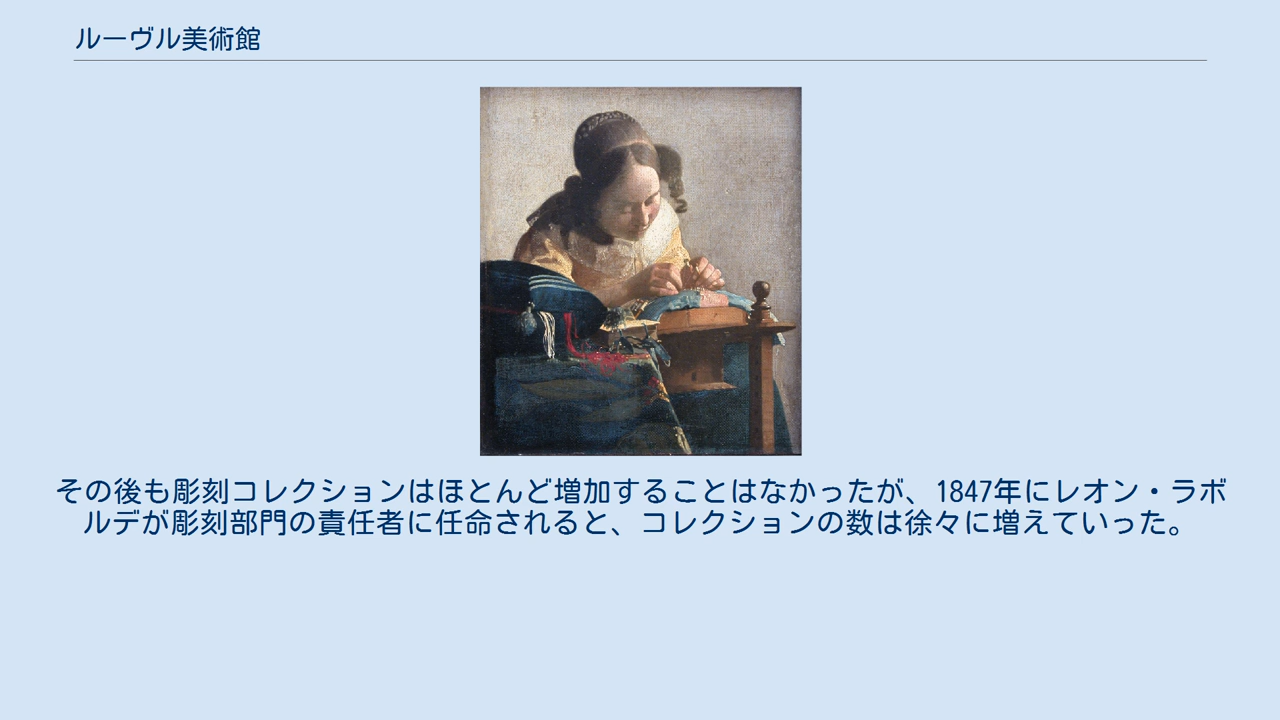 ルーヴル美術館
その後も彫刻コレクションはほとんど増加することはなかったが、1847年にレオン・ラボ
ルデが彫刻部門の責任者に任命されると、コレクションの数は徐々に増えていった。